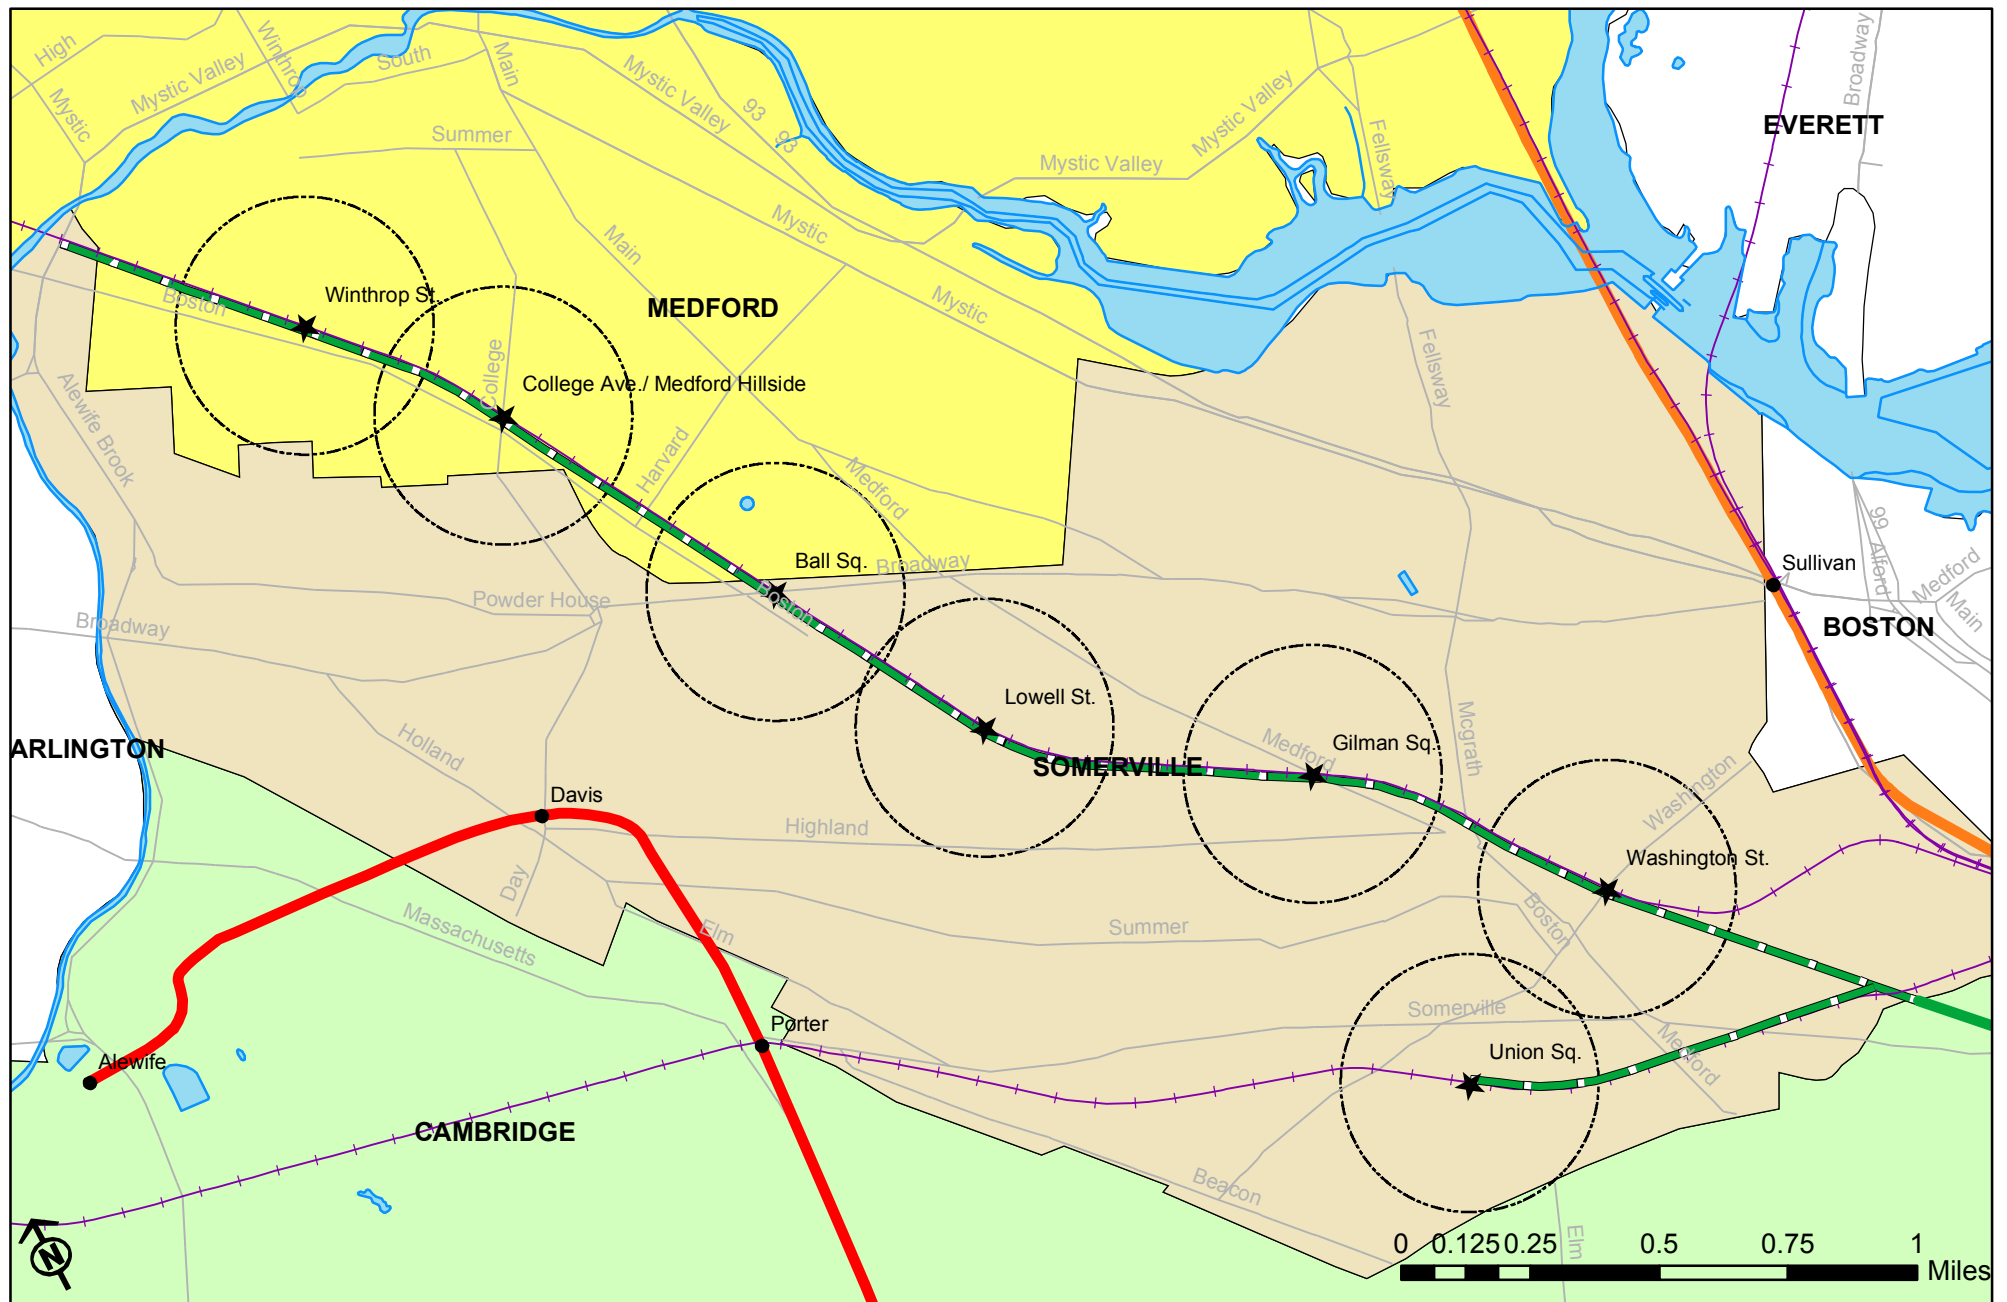 High
Winthrop
South
Main
Mystic Valley
Mystic
Summer
Mystic Valley
93
93
Mystic Valley
Mystic Valley
Fellsway
Broadway
EVERETT
Mystic
Main
Mystic
Winthrop St.
Boston
MEDFORD
College
College Ave./ Medford Hillside
Fellsway
Alewife Brook
Harvard
Medford
Ball Sq.
Broadway
Boston
Powder House
Broadway
Sullivan
99
Alford
Medford
Main
BOSTON
Lowell St.
ARLINGTON
Holland
SOMERVILLE
Medford
Gilman Sq.
Mcgrath
Washington
Davis
Highland
Washington St.
Day
Massachusetts
Elm
Summer
Boston
Somerville
Porter
Union Sq.
Medford
Alewife
CAMBRIDGE
Beacon
Elm
N
0 0.125 0.25 0.5 0.75 1
Miles